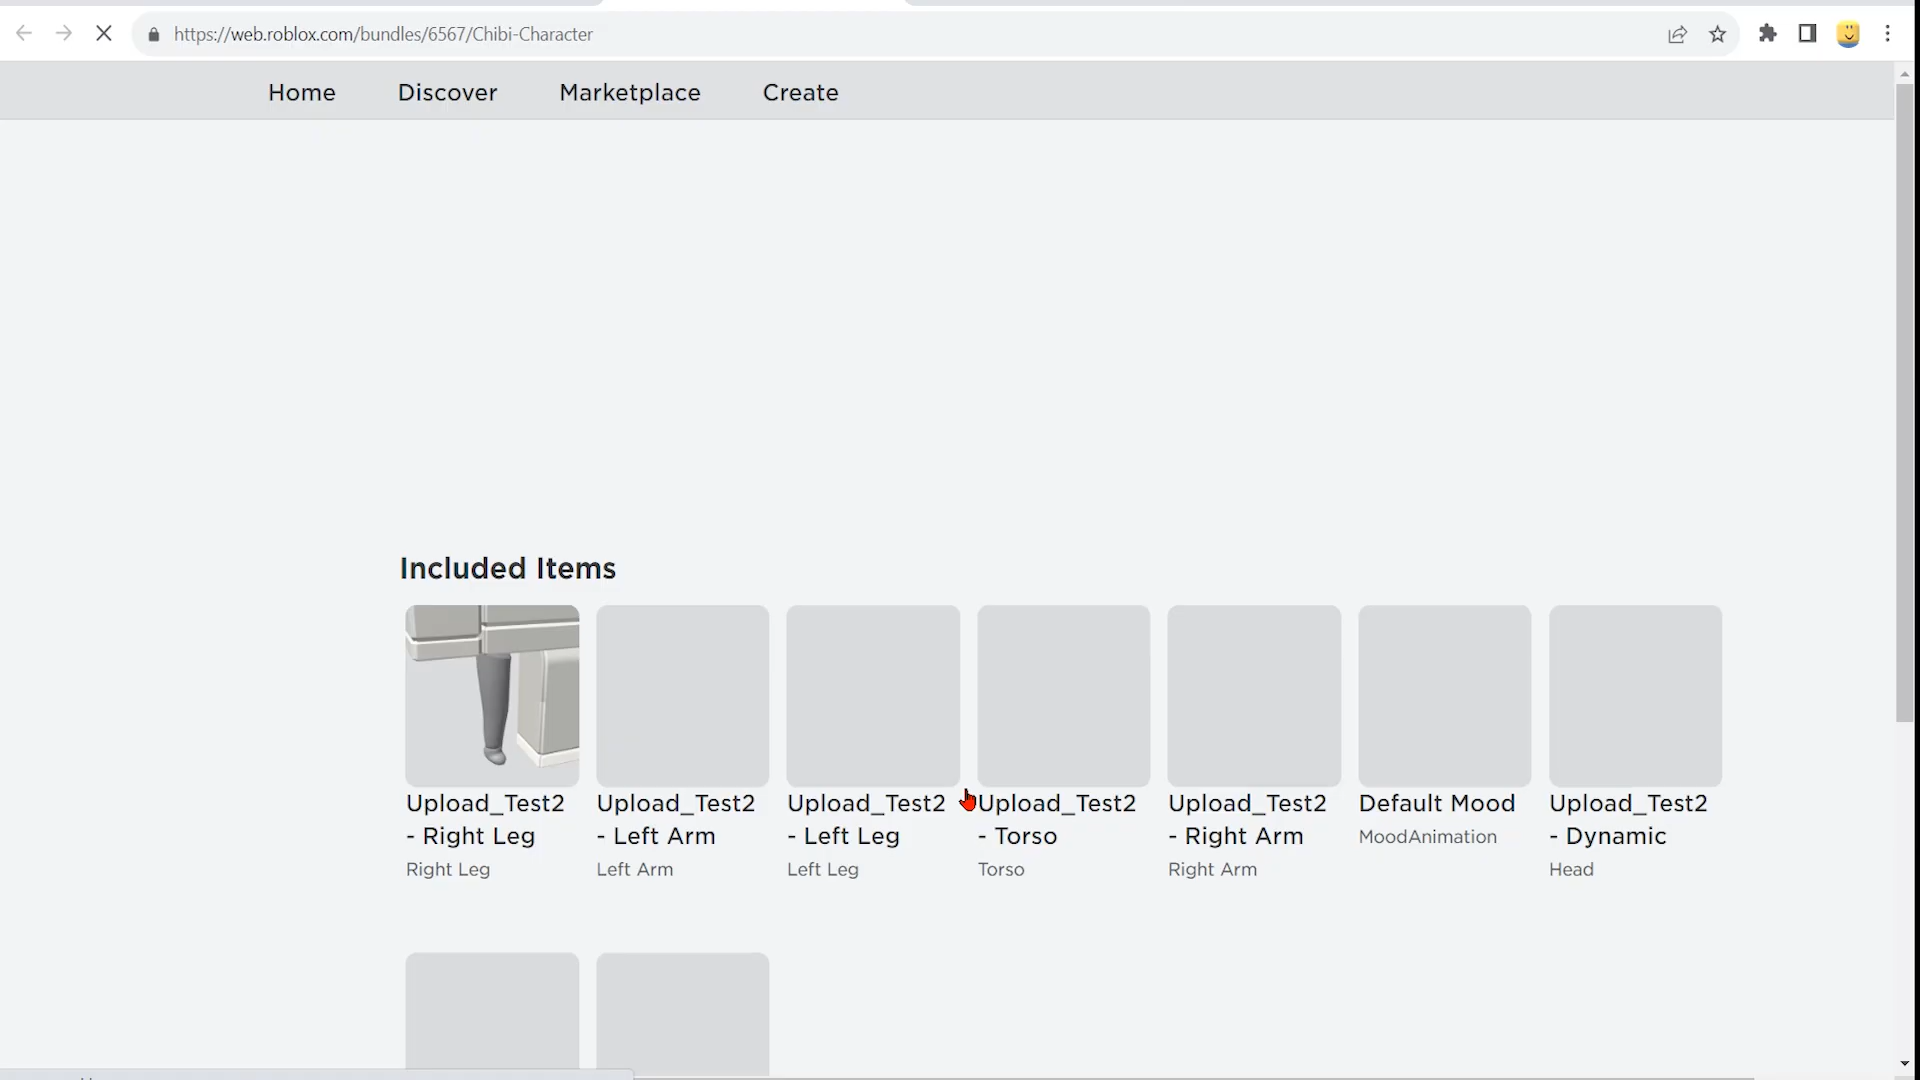 https://web.roblox.com/bundles/6567/Chibi-Character
Home Discover Marketplace Create
Included Items
Upload_Test2 - Right Leg
Right Leg
Upload_Test2 - Left Arm
Left Arm
Upload_Test2 - Left Leg
Left Leg
Upload_Test2 - Torso
Torso
Upload_Test2 - Right Arm
Right Arm
Default Mood
MoodAnimation
Upload_Test2 - Dynamic
Head